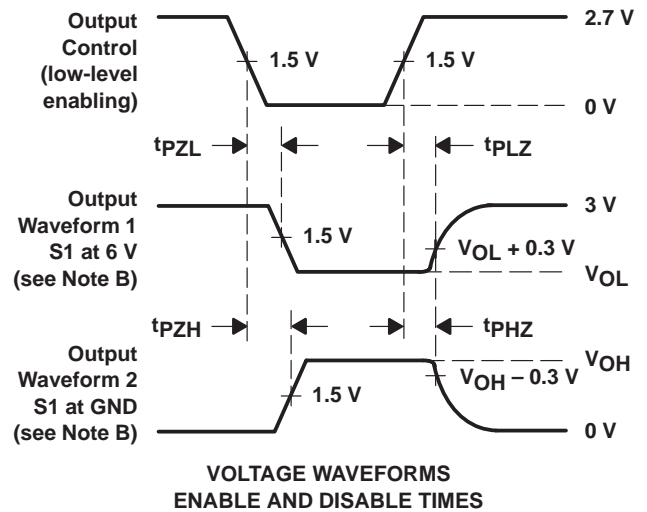 Output
Control
(low-level
enabling)
1.5 V
1.5 V
2.7 V
0 V
tPZL
tPLZ
Output
Waveform 1
S1 at 6 V
(see Note B)
1.5 V
3 V
VOL + 0.3 V
VOL
tPZH
tPHZ
Output
Waveform 2
S1 at GND
(see Note B)
1.5 V
VOH
VOH – 0.3 V
0 V
VOLTAGE WAVEFORMS
ENABLE AND DISABLE TIMES